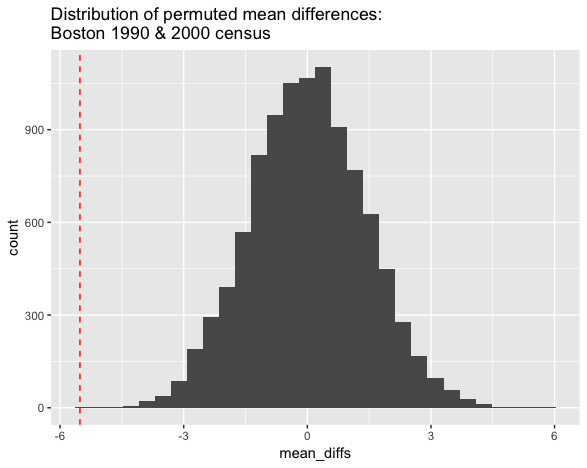 Distribution of permuted mean differences:
Boston 1990 & 2000 census
900
600
300
0
count
-6 -3 0 3 6
mean_diffs